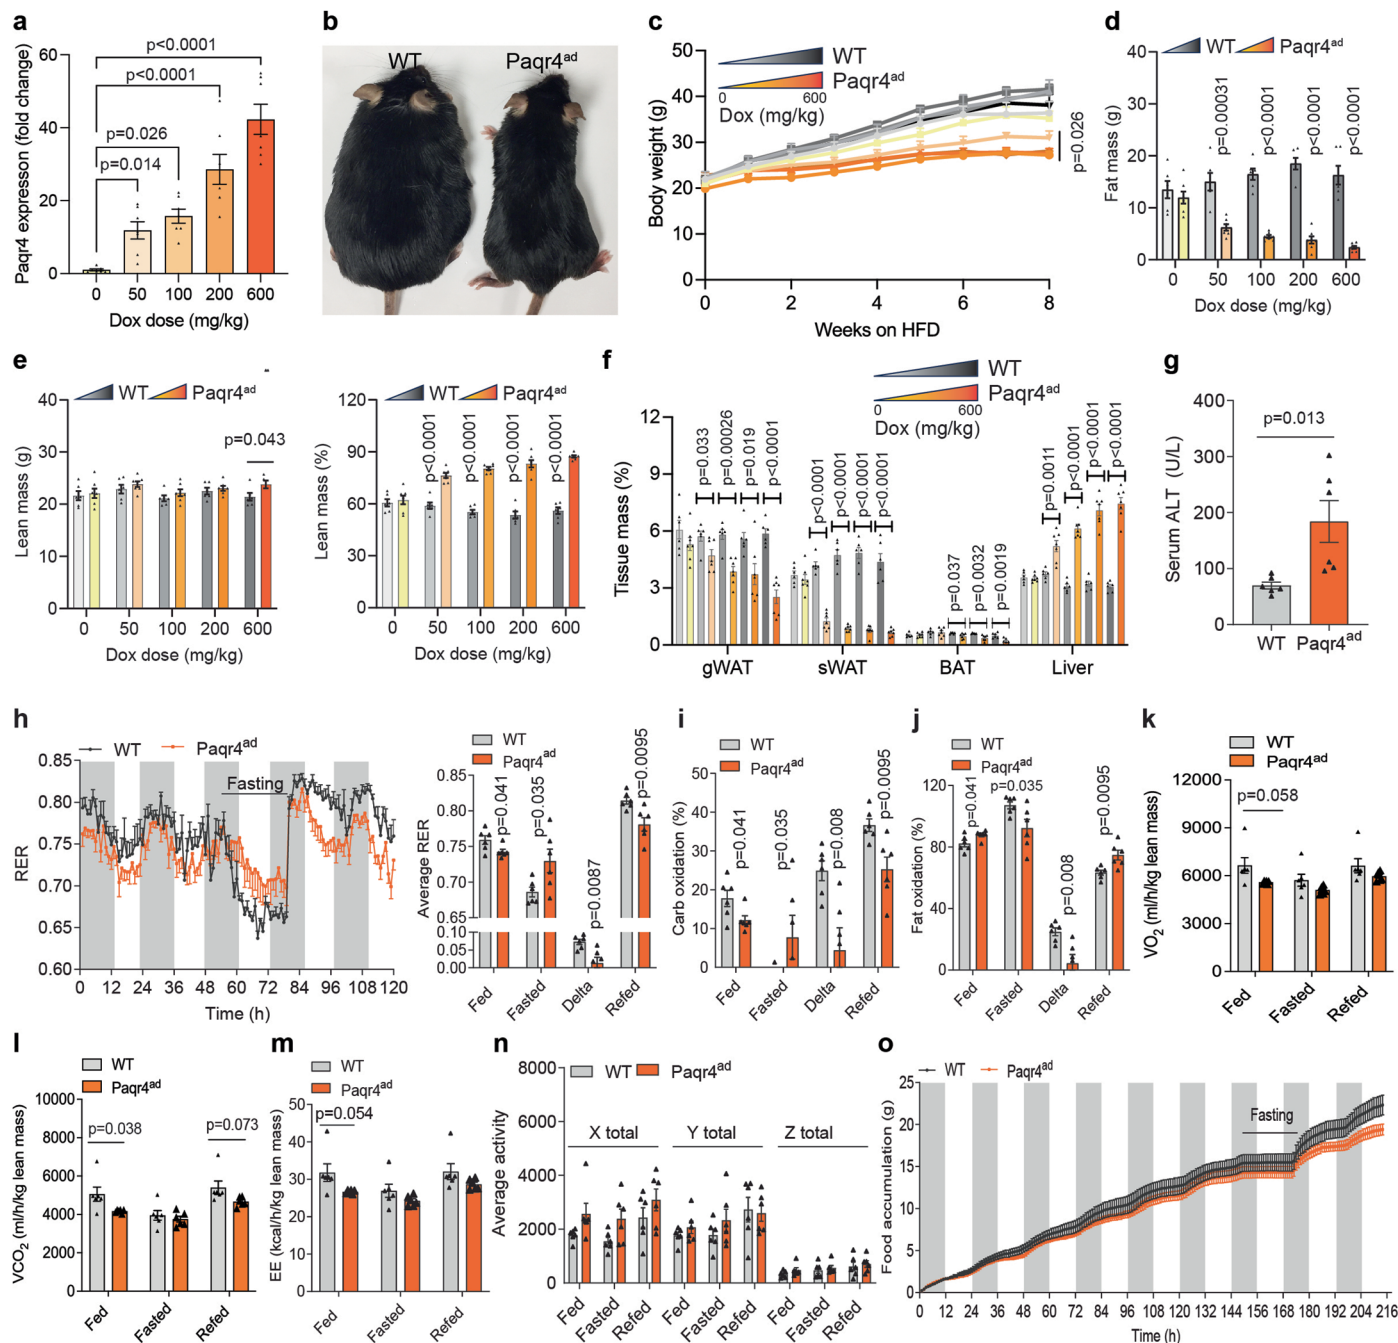 a
p<0.0001
p<0.0001
p=0.026
p=0.014
Paqr4 expresson (fold change)
60
40
20
0
0 50 100 200 600
Dox dose (mg/kg)
b
WT Paqr4ad
c
WT
Paqr4ad
0 600
Dox (mg/kg)
Body weight (g)
50
40
30
20
10
0
p=0.026
0 2 4 6 8
Weeks on HFD
d
WT Paqr4ad
Fat mass (g)
40
30
20
10
0
p=0.00031
p<0.0001
p<0.0001
p<0.0001
0 50 100 200 600
Dox dose (mg/kg)
e
WT Paqr4ad
Lean mass (g)
40
30
20
10
0
p=0.043
0 50 100 200 600
Dox dose (mg/kg)
WT Paqr4ad
Lean mass (%)
120
90
60
30
0
p<0.0001
p<0.0001
p<0.0001
p<0.0001
0 50 100 200 600
Dox dose (mg/kg)
f
WT
Paqr4ad
0 600
Dox (mg/kg)
Tissue mass (%)
12
9
6
3
0
p=0.033
p=0.00026
p=0.019
p<0.0001
p<0.0001
p<0.0001
p<0.0001
p<0.0001
p=0.037
p=0.0032
p=0.0019
p=0.0011
p<0.0001
p<0.0001
p<0.0001
gWAT sWAT BAT Liver
g
Serum ALT (U/L)
400
300
200
100
0
p=0.013
WT Paqr4ad
h
WT Paqr4ad
Fasting
RER
0.85
0.80
0.75
0.70
0.65
0.60
0 12 24 36 48 60 72 84 96 108 120
Time (h)
WT
Paqr4ad
Average RER
0.85
0.80
0.75
0.70
0.65
0.10
0.05
0.00
p=0.041
p=0.035
p=0.0087
p=0.0095
Fed Fasted Delta Refed
i
WT
Paqr4ad
Carb oxidation (%)
50
40
30
20
10
0
p=0.041
p=0.035
p=0.008
p=0.0095
Fed Fasted Delta Refed
j
WT
Paqr4ad
Fat oxidation (%)
120
80
40
0
p=0.041
p=0.035
p=0.008
p=0.0095
Fed Fasted Delta Refed
k
WT
Paqr4ad
VO2 (ml/h/kg lean mass)
12000
9000
6000
3000
0
p=0.058
Fed Fasted Refed
l
WT
Paqr4ad
VCO2 (ml/h/kg lean mass)
10000
8000
6000
4000
2000
0
p=0.038
p=0.073
Fed Fasted Refed
m
WT
Paqr4ad
EE (kcal/h/kg lean mass)
50
40
30
20
10
0
p=0.054
Fed Fasted Refed
n
WT Paqr4ad
Average activity
8000
6000
4000
2000
0
X total Y total Z total
Fed Fasted Refed Fed Fasted Refed Fed Fasted Refed
o
WT Paqr4ad
Food accumulation (g)
25
20
15
10
5
0
Fasting
0 12 24 36 48 60 72 84 96 108 120 132 144 156 168 180 192 204 216
Time (h)